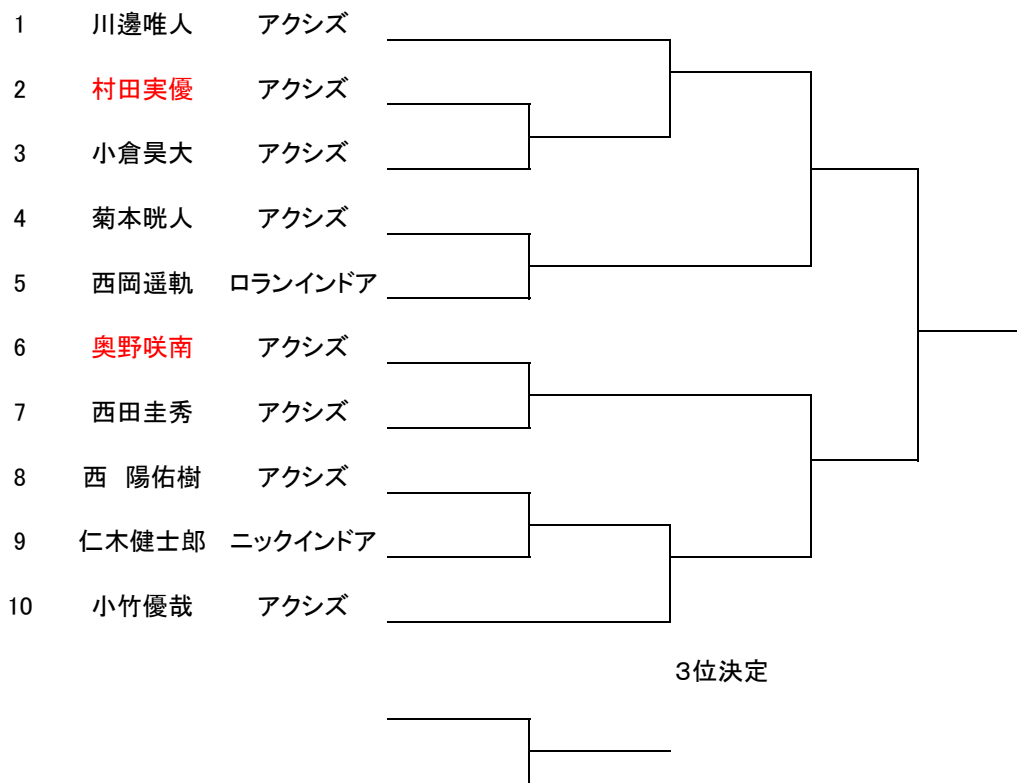 1 川邊唯人 アクシズ
2 村田実優 アクシズ
3 小倉昊大 アクシズ
4 菊本晄人 アクシズ
5 西岡遥軌 ロランインドア
6 奥野咲南 アクシズ
7 西田圭秀 アクシズ
8 西　陽佑樹 アクシズ
9 仁木健士郎 ニックインドア
10 小竹優哉 アクシズ
３位決定